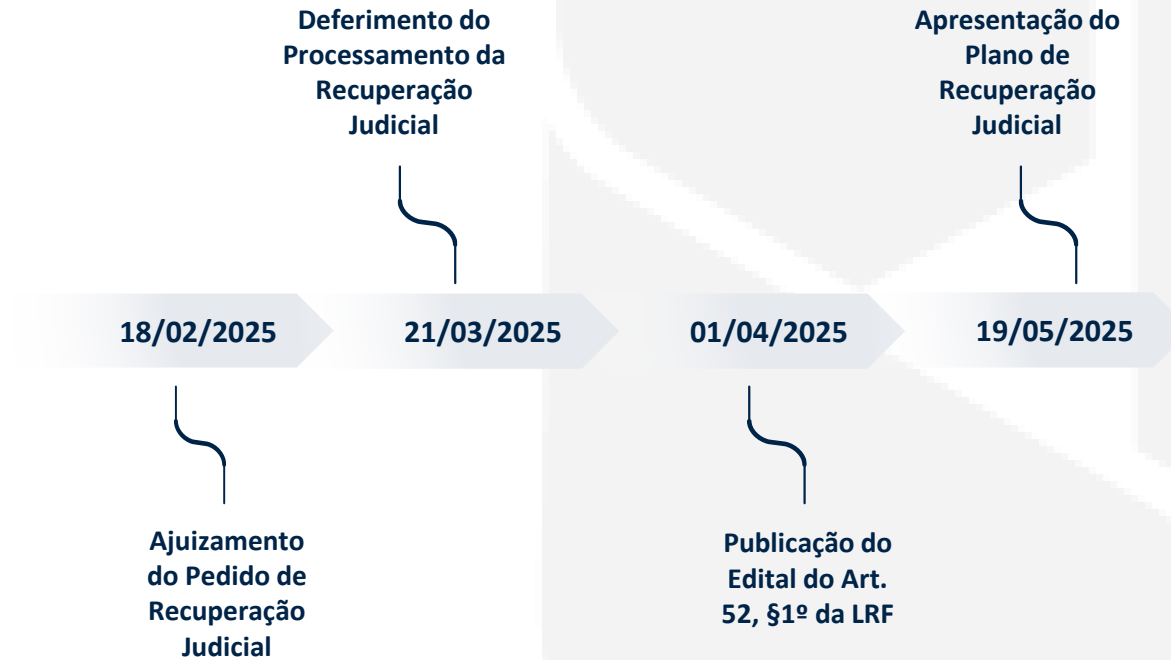 Deferimento do
Processamento da
Recuperação
Judicial
Apresentação do
Plano de
Recuperação
Judicial
18/02/2025
21/03/2025
01/04/2025
19/05/2025
Ajuizamento
do Pedido de
Recuperação
Judicial
Publicação do
Edital do Art.
52, §1º da LRF